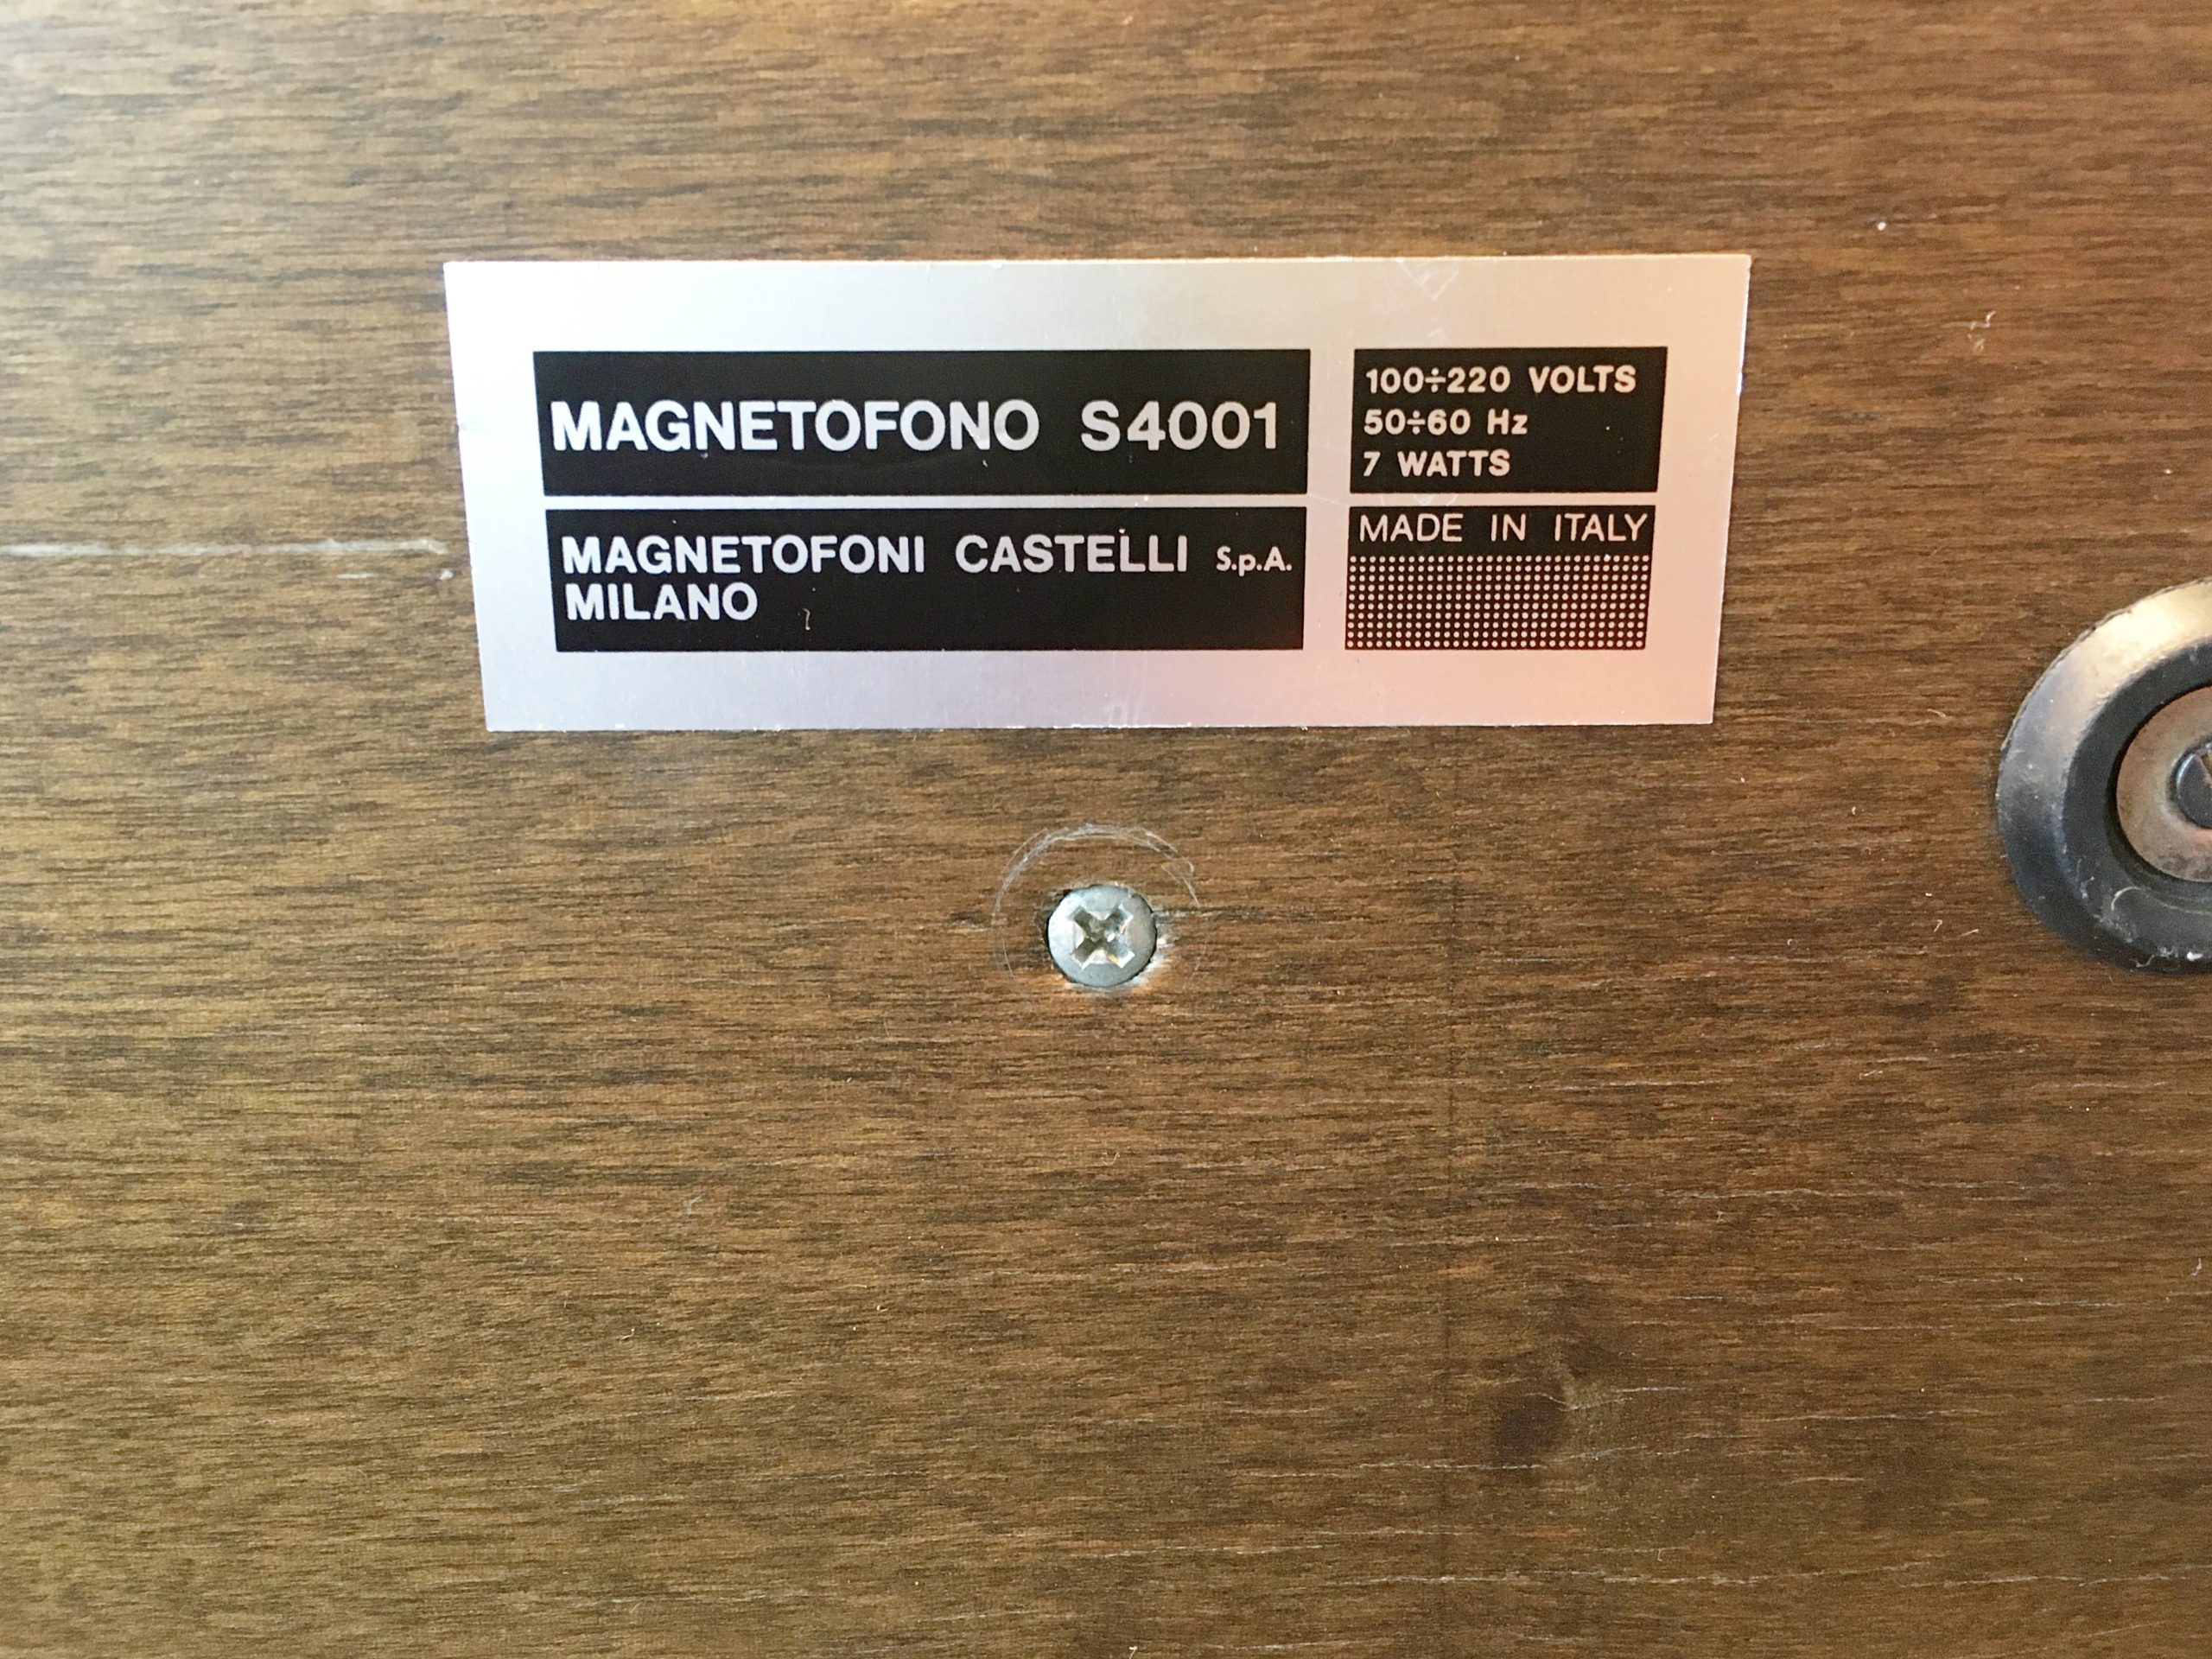 MAGNETOFONO S4001
MAGNETOFONI CASTELLI S.p.A.
MILANO
100÷220 VOLTS
50÷60 Hz
7 WATTS
MADE IN ITALY